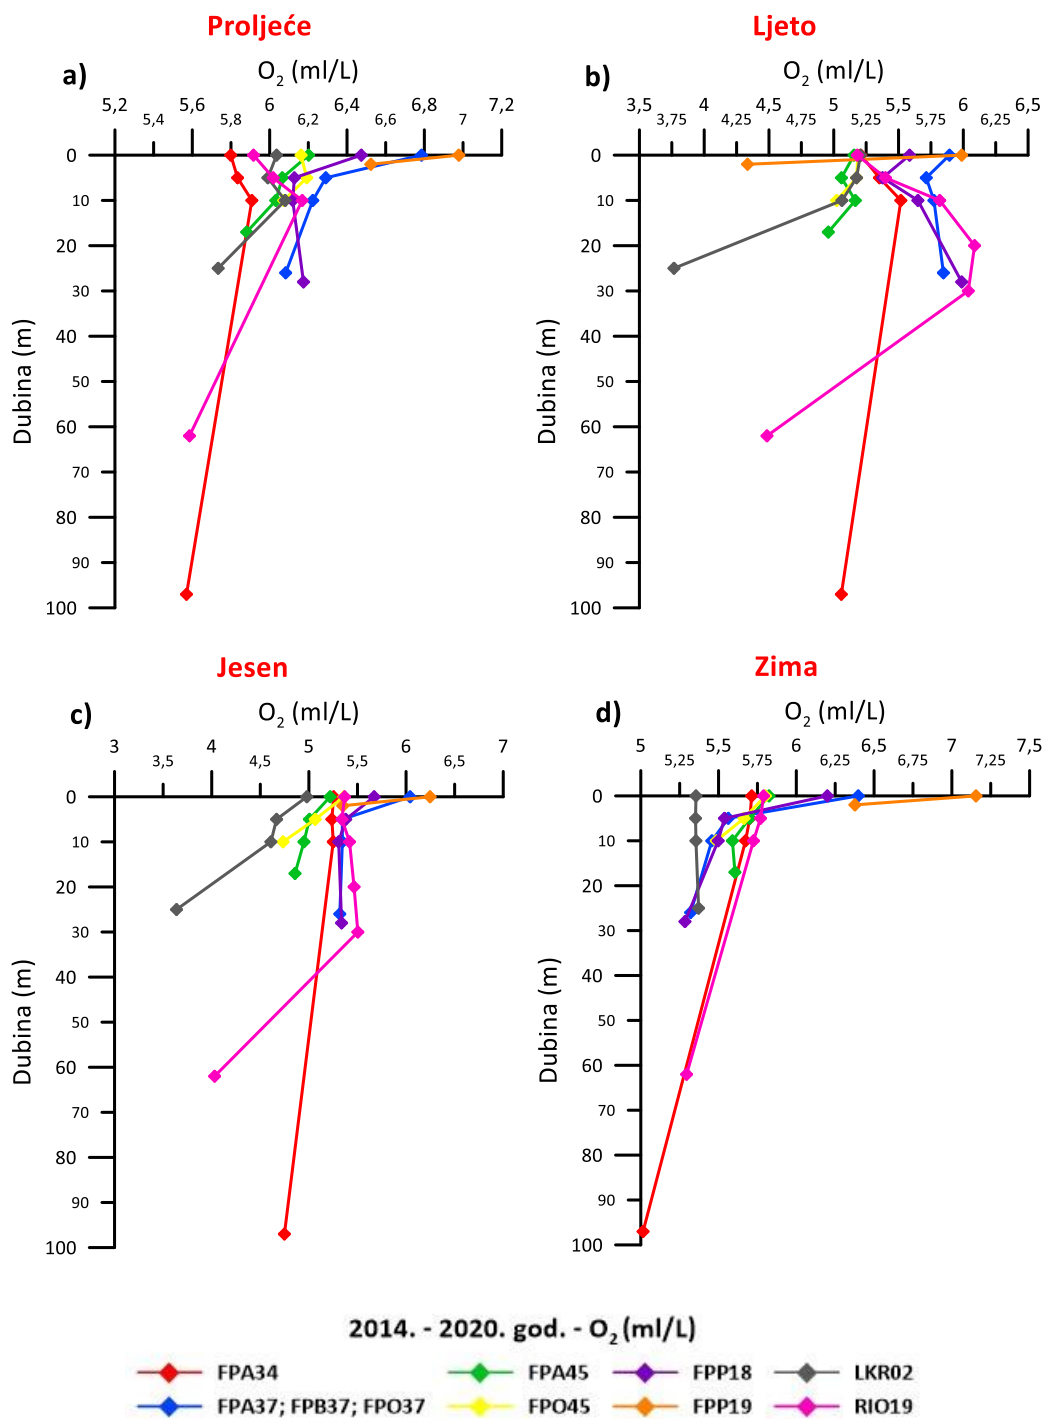 Proljeće
a)
O2 (ml/L)
5,2 5,6 6 6,4 6,8 7,2
5,4 5,8 6,2 6,6 7
0
10
20
30
40
50
60
70
80
90
100
Dubina (m)
Ljeto
b)
O2 (ml/L)
3,5 4 4,5 5 5,5 6 6,5
3,75 4,25 4,75 5,25 5,75 6,25
0
10
20
30
40
50
60
70
80
90
100
Dubina (m)
Jesen
c)
O2 (ml/L)
3 4 5 6 7
3,5 4,5 5,5 6,5
0
10
20
30
40
50
60
70
80
90
100
Dubina (m)
Zima
d)
O2 (ml/L)
5 5,5 6 6,5 7 7,5
5,25 5,75 6,25 6,75 7,25
0
10
20
30
40
50
60
70
80
90
100
Dubina (m)
2014. - 2020. god. - O2 (ml/L)
FPA34 FPA45 FPP18 LKR02
FPA37; FPB37; FPO37 FPO45 FPP19 RIO19